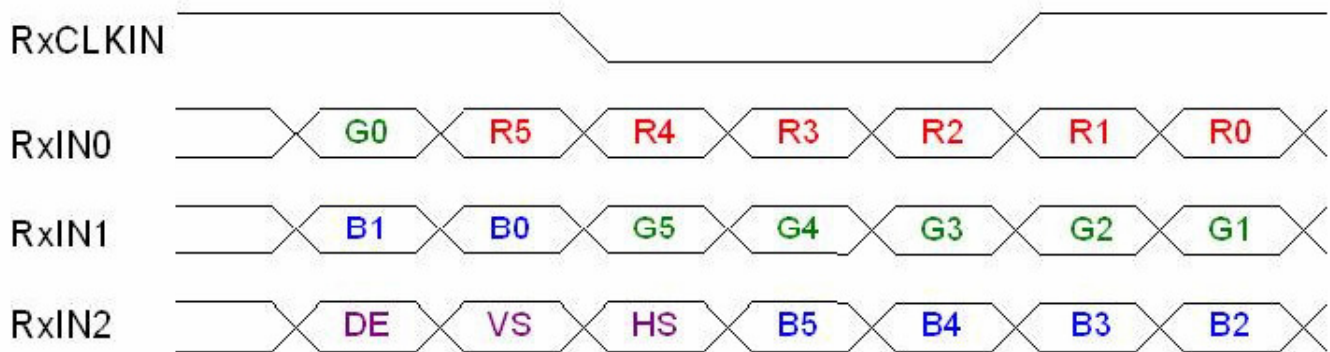 RxCLKIN
RxIN0 G0 R5 R4 R3 R2 R1 R0
RxIN1 B1 B0 G5 G4 G3 G2 G1
RxIN2 DE VS HS B5 B4 B3 B2